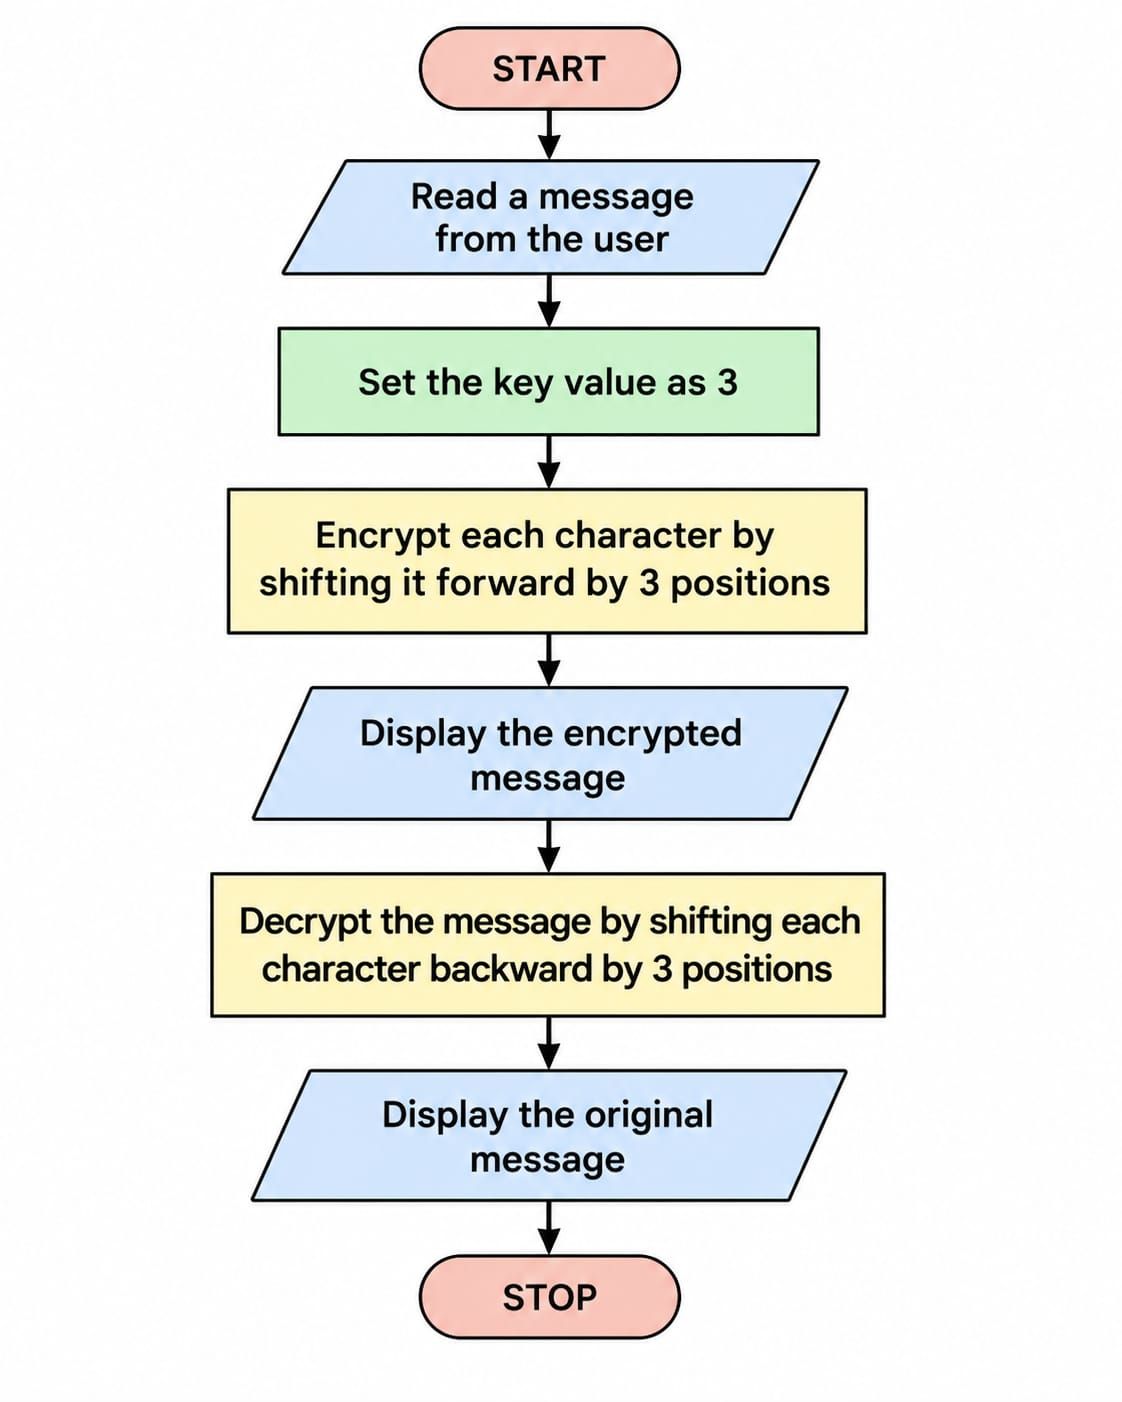 START
Read a message
from the user
Set the key value as 3
Encrypt each character by
shifting it forward by 3 positions
Display the encrypted
message
Decrypt the message by shifting each
character backward by 3 positions
Display the original
message
STOP